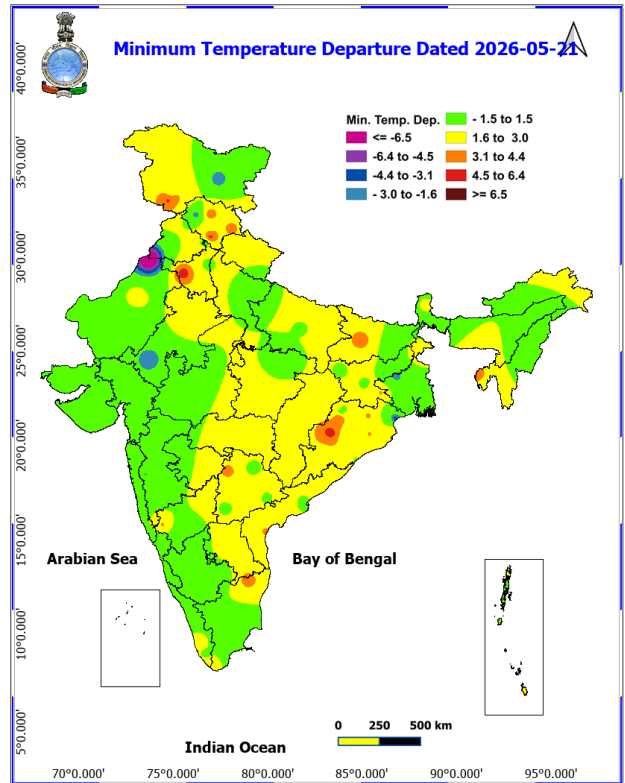 Minimum Temperature Departure Dated 2026-05-21
Min. Temp. Dep.
<= -6.5
-6.4 to -4.5
-4.4 to -3.1
- 3.0 to -1.6
- 1.5 to 1.5
1.6 to 3.0
3.1 to 4.4
4.5 to 6.4
>= 6.5
40°0.000'
35°0.000'
30°0.000'
25°0.000'
20°0.000'
15°0.000'
10°0.000'
5°0.000'
Arabian Sea
Bay of Bengal
Indian Ocean
0 250 500 km
70°0.000' 75°0.000' 80°0.000' 85°0.000' 90°0.000' 95°0.000'